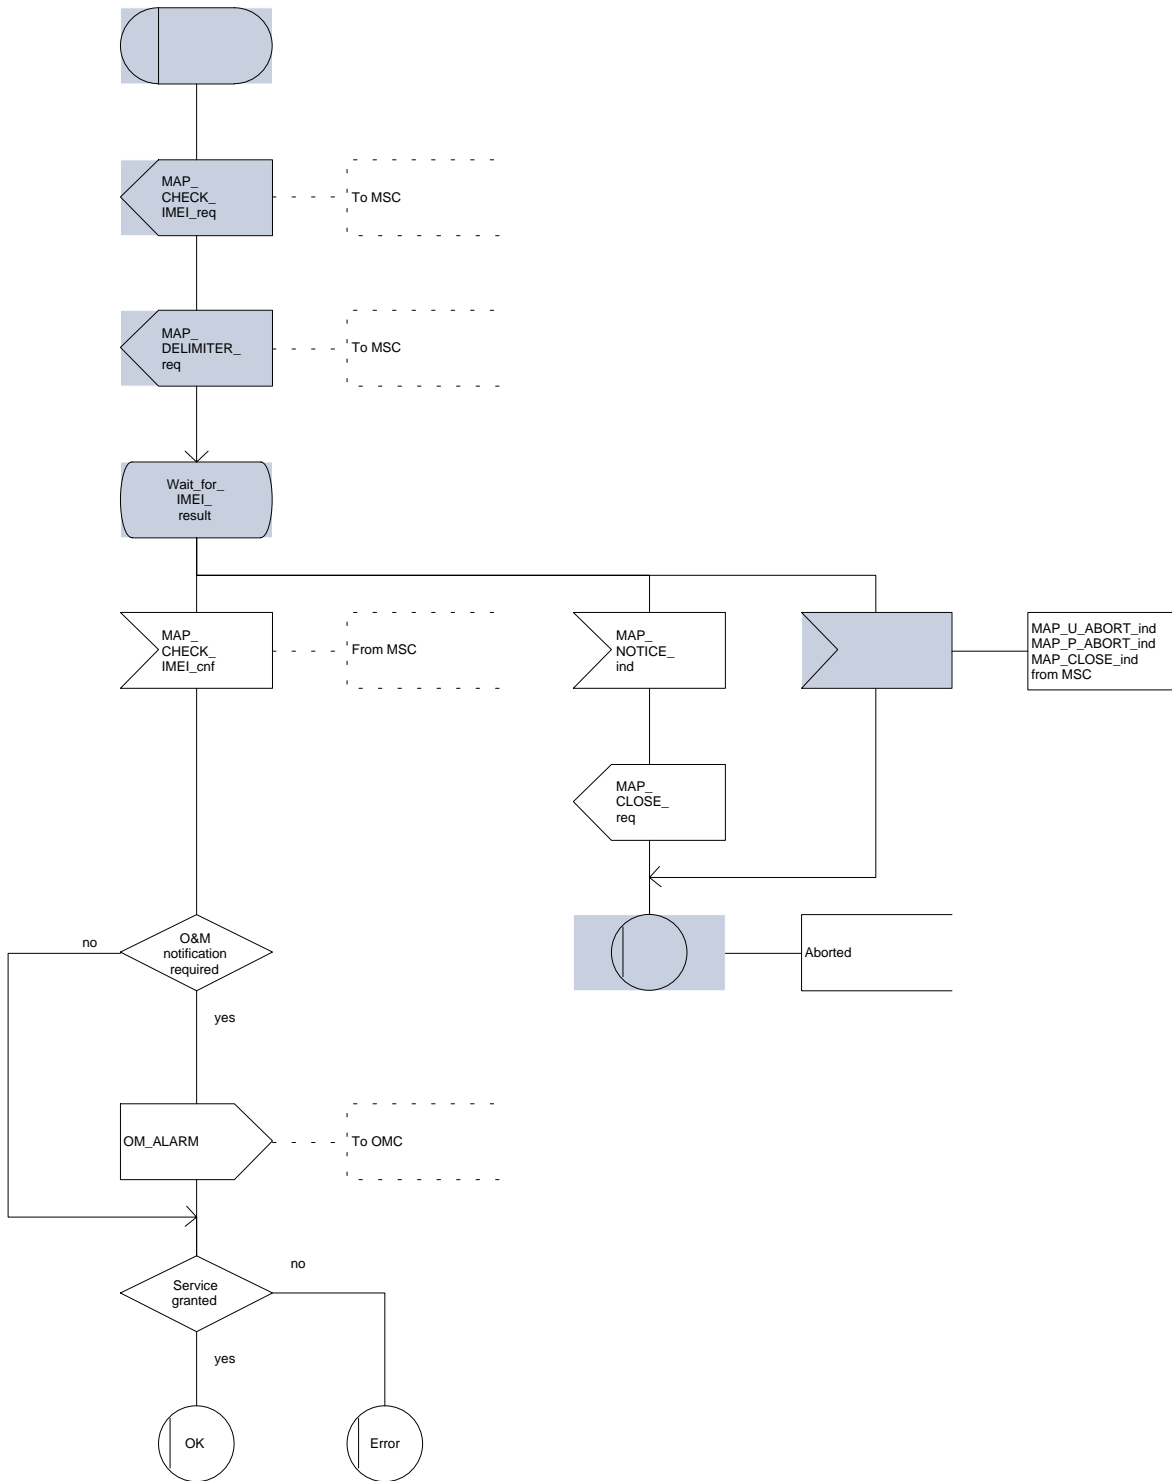 MAP_
CHECK_
IMEI_req
To MSC
MAP_
DELIMITER_
req
To MSC
Wait_for_
IMEI_
result
MAP_
CHECK_
IMEI_cnf
From MSC
MAP_
NOTICE_
ind
MAP_U_ABORT_ind
MAP_P_ABORT_ind
MAP_CLOSE_ind
from MSC
MAP_
CLOSE_
req
no
O&M
notification
required
Aborted
yes
OM_ALARM
To OMC
no
Service
granted
yes
OK
Error